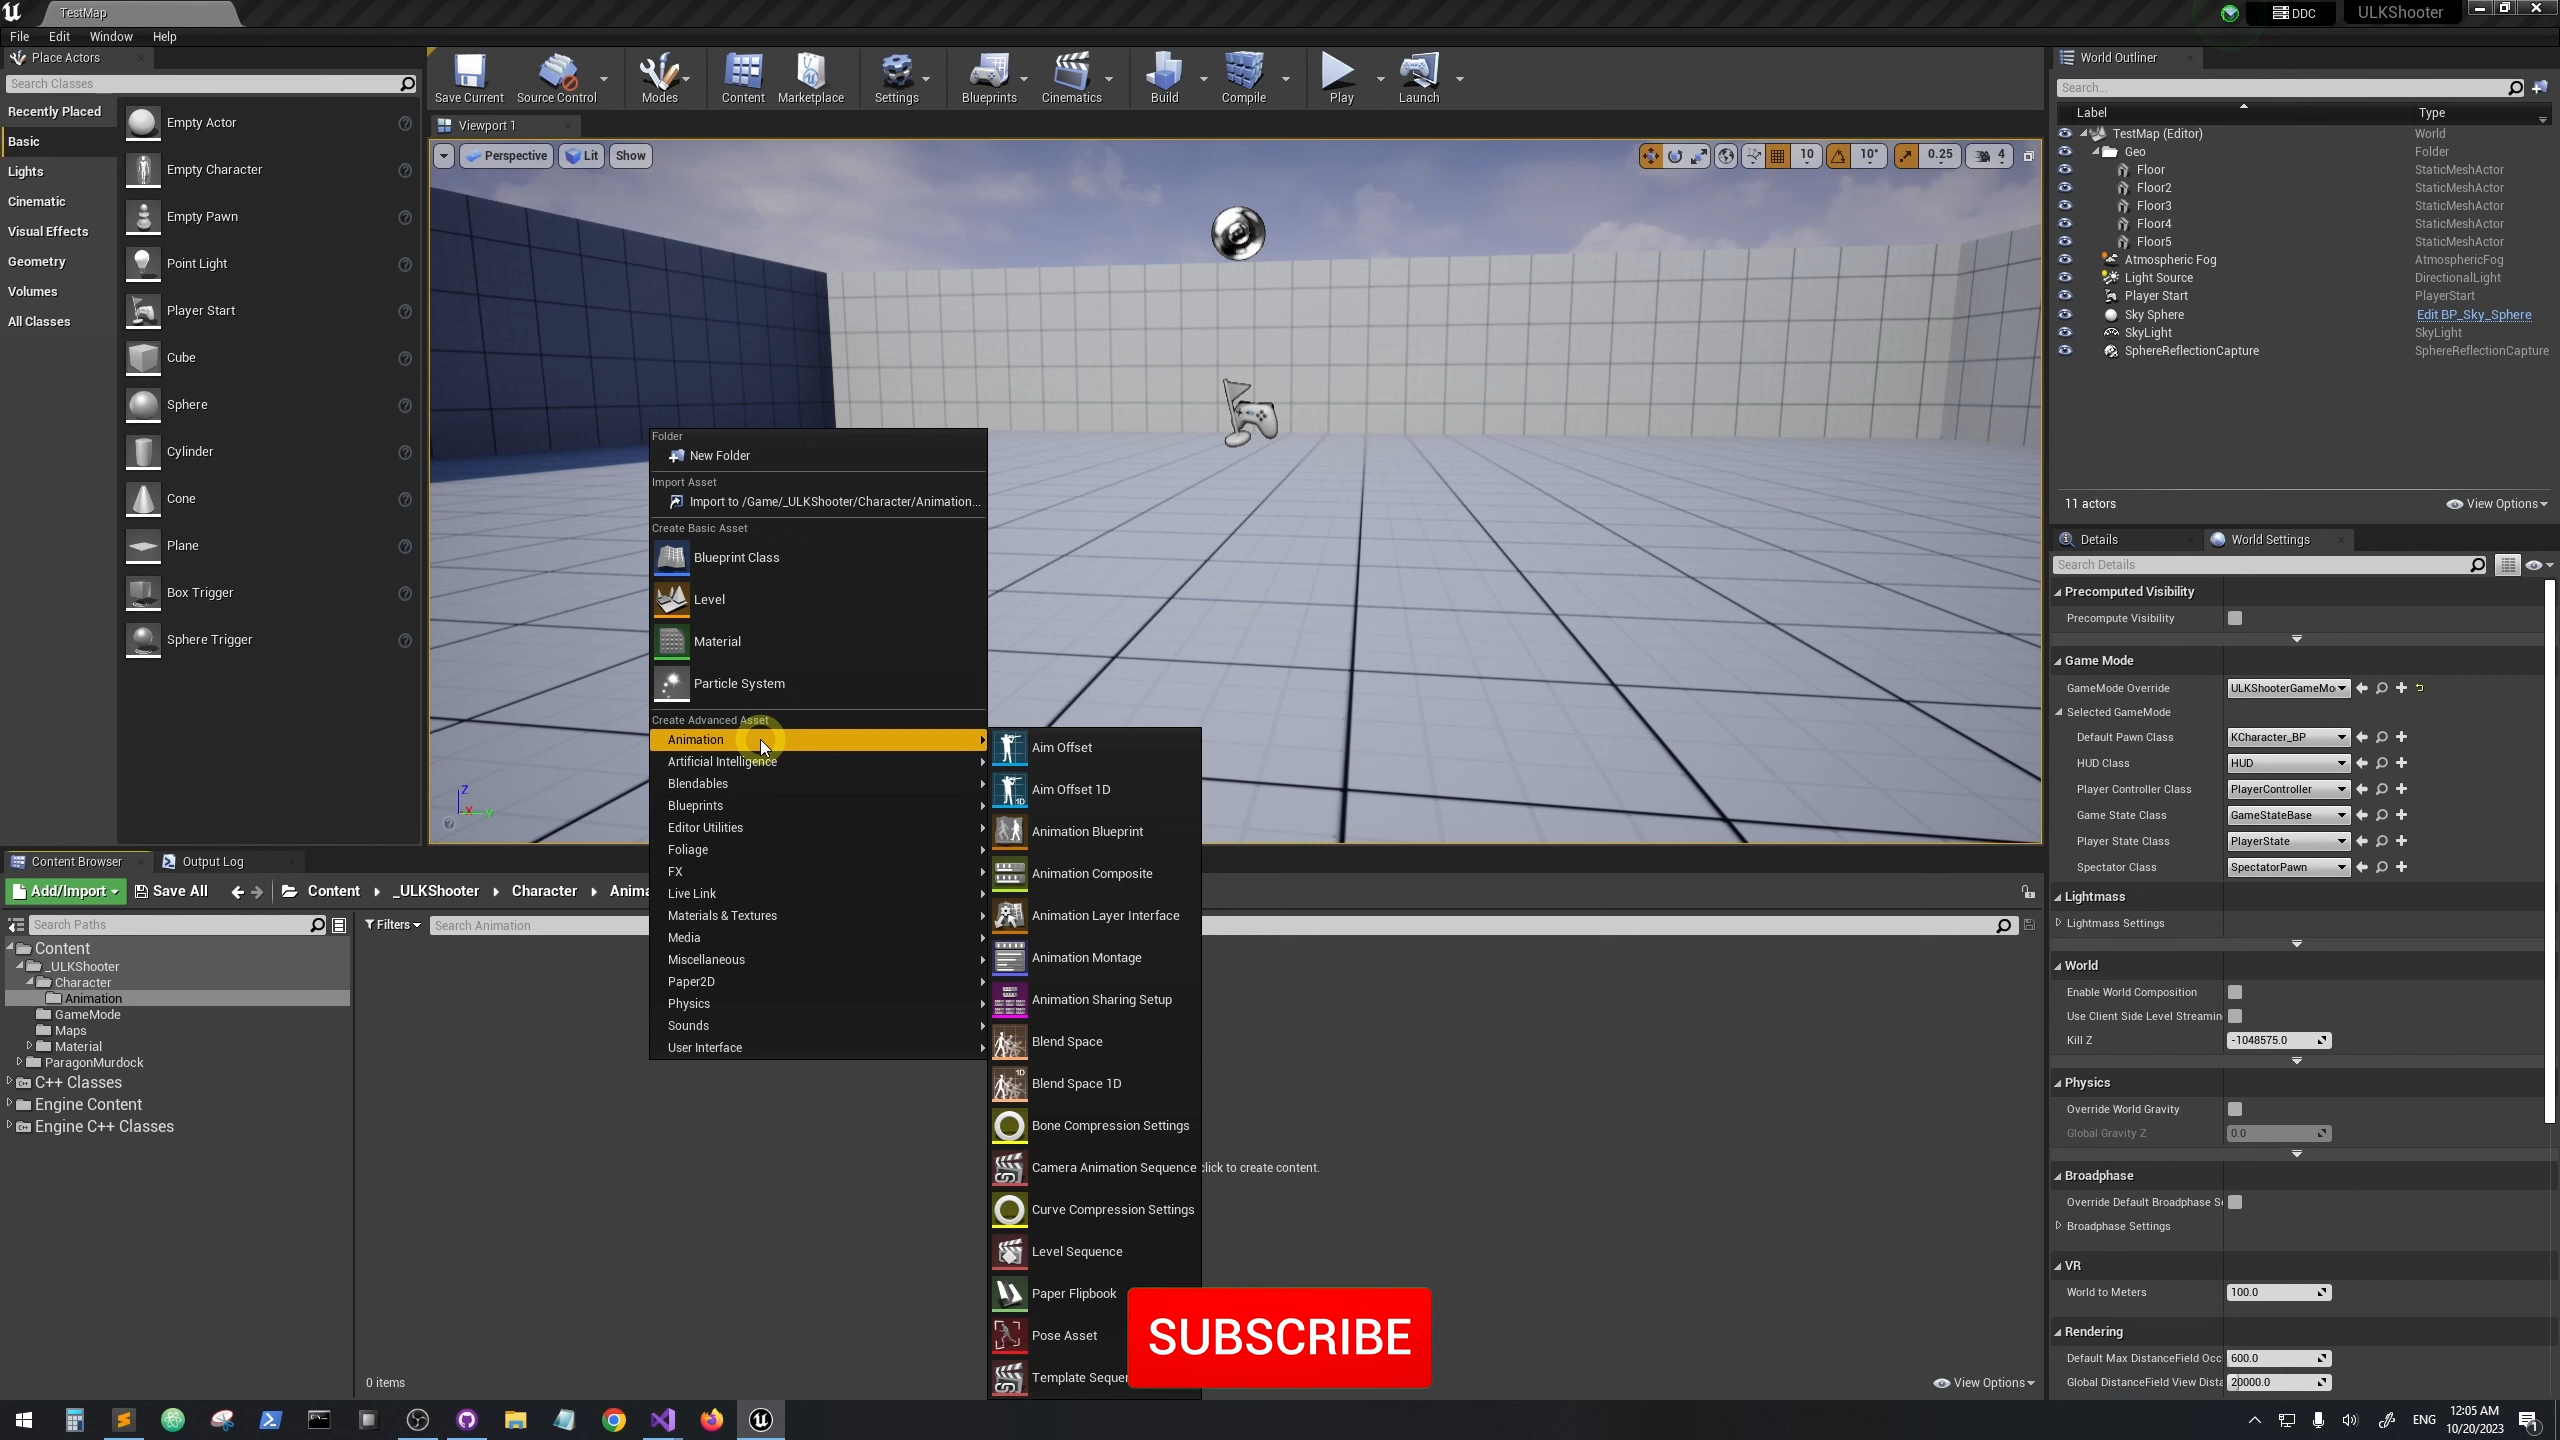 TestMap
DDC
ULKShooter
File
Edit
Window
Help
Place Actors
Search Classes
Recently Placed
Basic
Lights
Cinematic
Visual Effects
Geometry
Volumes
All Classes
Empty Actor
Empty Character
Empty Pawn
Point Light
Player Start
Cube
Sphere
Cylinder
Cone
Plane
Box Trigger
Sphere Trigger
Save Current
Source Control
Modes
Content
Marketplace
Settings
Blueprints
Cinematics
Build
Compile
Play
Launch
Viewport 1
Perspective
Lit
Show
10
10°
0.25
4
Folder
New Folder
Import Asset
Import to /Game/_ULKShooter/Character/Animation...
Create Basic Asset
Blueprint Class
Level
Material
Particle System
Create Advanced Asset
Animation
Artificial Intelligence
Blendables
Blueprints
Editor Utilities
Foliage
FX
Live Link
Materials & Textures
Media
Miscellaneous
Paper2D
Physics
Sounds
User Interface
Aim Offset
Aim Offset 1D
Animation Blueprint
Animation Composite
Animation Layer Interface
Animation Montage
Animation Sharing Setup
Blend Space
Blend Space 1D
Bone Compression Settings
Camera Animation Sequence
click to create content.
Curve Compression Settings
Level Sequence
Paper Flipbook
Pose Asset
Template Sequen
SUBSCRIBE
World Outliner
Search...
Label Type
TestMap (Editor) World
Geo Folder
Floor StaticMeshActor
Floor2 StaticMeshActor
Floor3 StaticMeshActor
Floor4 StaticMeshActor
Floor5 StaticMeshActor
Atmospheric Fog AtmosphericFog
Light Source DirectionalLight
Player Start PlayerStart
Sky Sphere Edit BP_Sky_Sphere
SkyLight SkyLight
SphereReflectionCapture SphereReflectionCapture
11 actors
View Options
Details
World Settings
Search Details
Precomputed Visibility
Precompute Visibility
Game Mode
GameMode Override ULKShooterGameMo
Selected GameMode
Default Pawn Class KCharacter_BP
HUD Class HUD
Player Controller Class PlayerController
Game State Class GameStateBase
Player State Class PlayerState
Spectator Class SpectatorPawn
Lightmass
Lightmass Settings
World
Enable World Composition
Use Client Side Level Streamin
Kill Z -1048575.0
Physics
Override World Gravity
Global Gravity Z 0.0
Broadphase
Override Default Broadphase Se
Broadphase Settings
VR
World to Meters 100.0
Rendering
Default Max DistanceField Occ 600.0
Global DistanceField View Dista 20000.0
Content Browser
Output Log
Add/Import
Save All
Content
_ULKShooter
Character
Anima
Search Paths
Filters
Search Animation
Content
_ULKShooter
Character
Animation
GameMode
Maps
Material
ParagonMurdock
C++ Classes
Engine Content
Engine C++ Classes
0 items
View Options
ENG
12:05 AM
10/20/2023
1
X
Y
Z